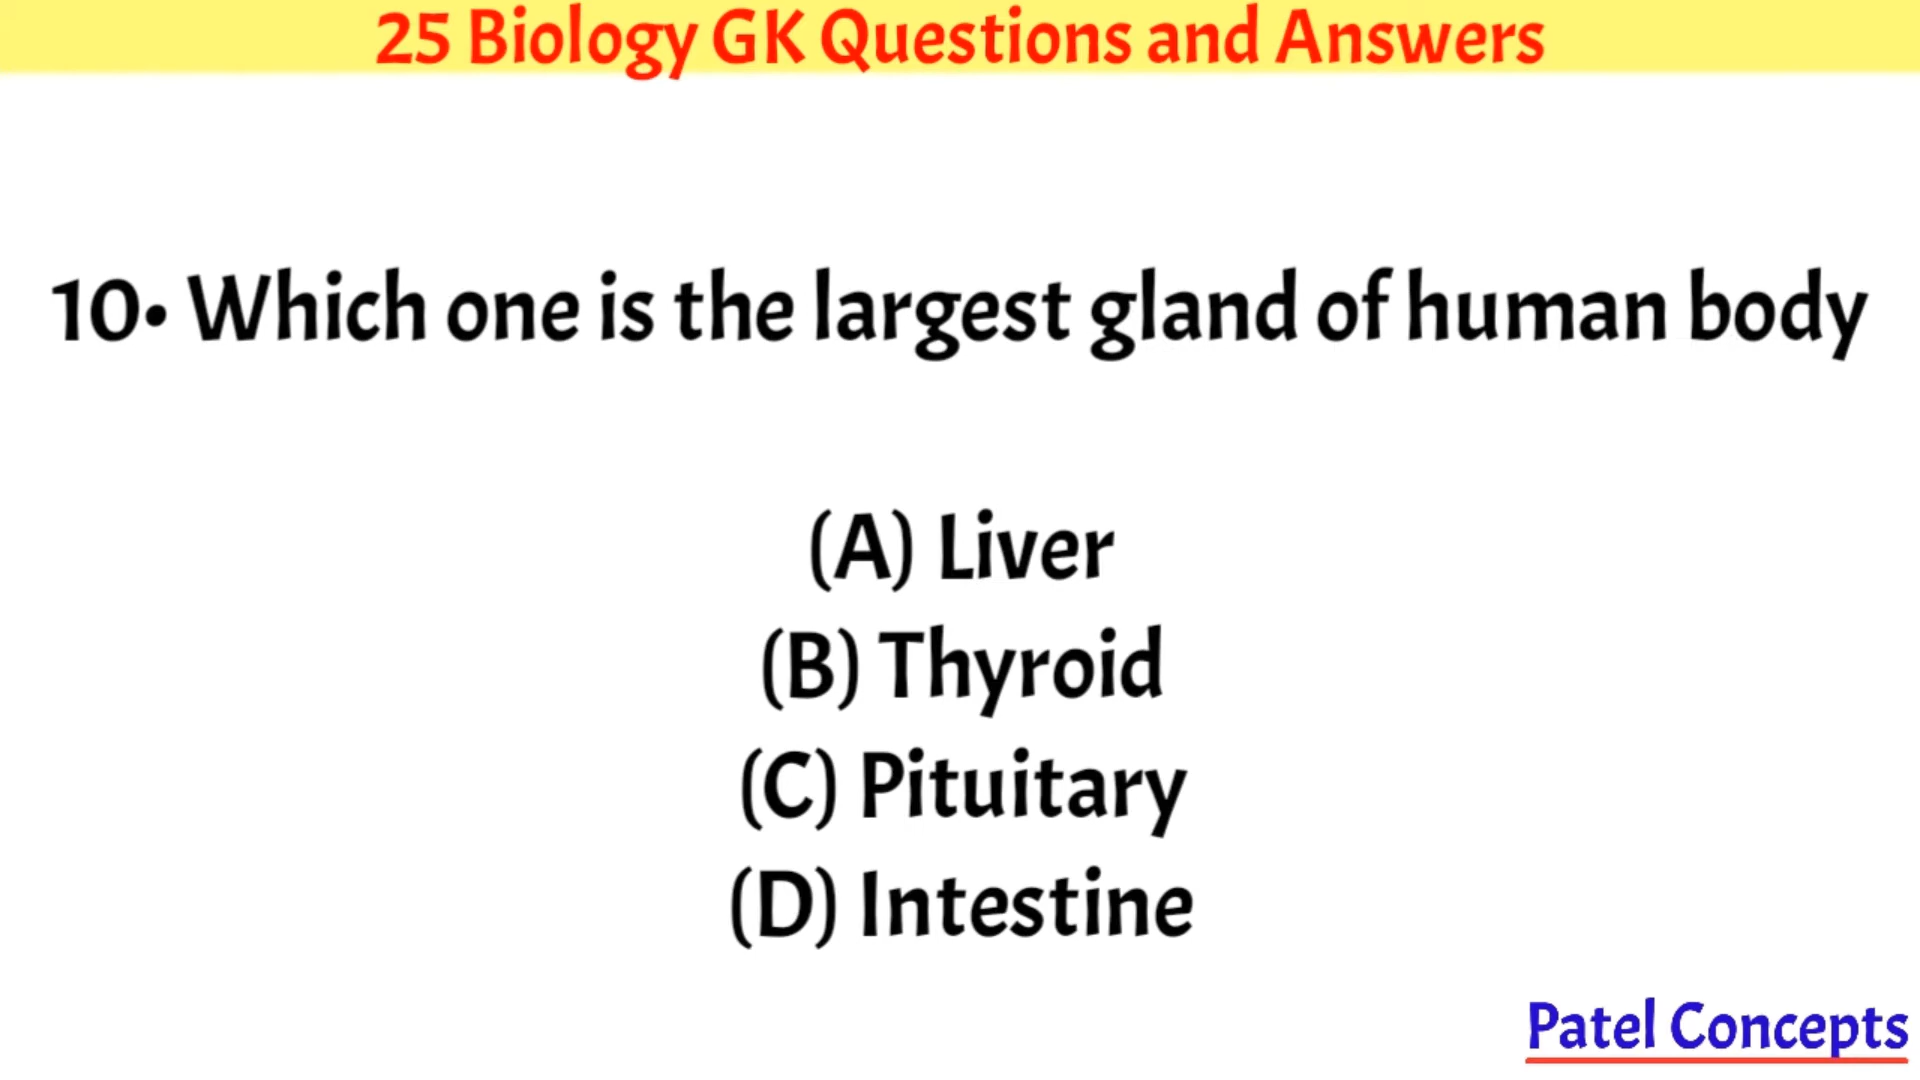 25 Biology GK Questions and Answers
10• Which one is the largest gland of human body
(A) Liver
(B) Thyroid
(C) Pituitary
(D) Intestine
Patel Concepts